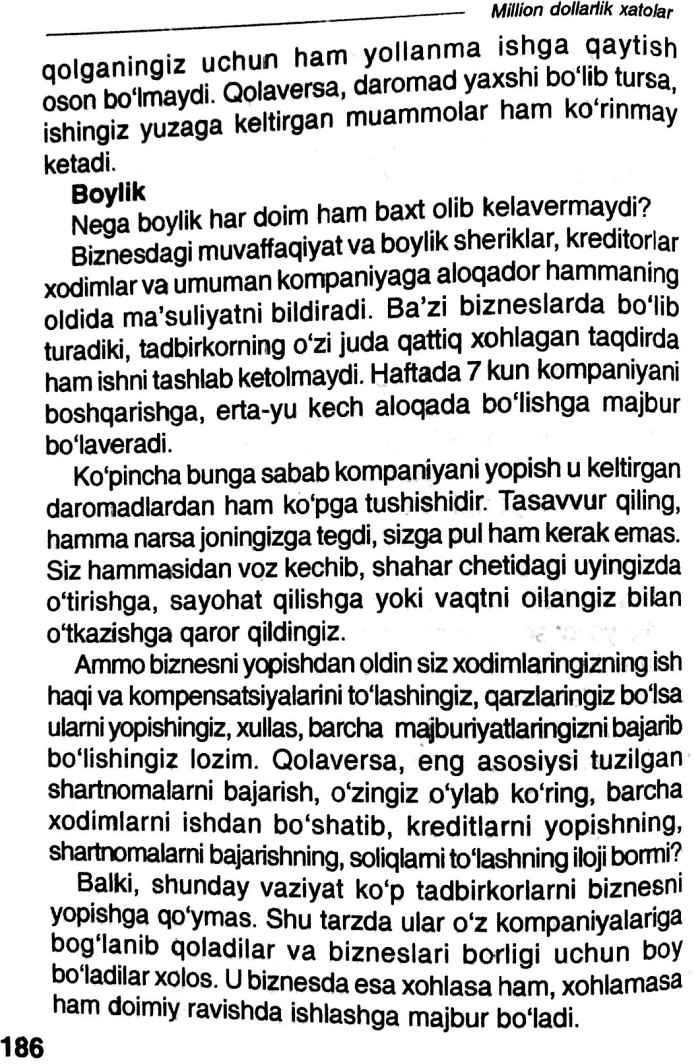 Million dollarlik xatolar
qolganingiz uchun ham yollanma ishga qaytish
oson bo‘lmaydi. Qolaversa, daromad yaxshi bo‘lib tursa,
ishingiz yuzaga keltirgan muammolar ham ko‘rinmay
ketadi.
Boylik
Nega boylik har doim ham baxt olib kelavermaydi?
Biznesdagi muvaffaqiyat va boylik sheriklar, kreditorlar
xodimlar va umuman kompaniyaga aloqador hammaning
oldida ma’suliyatni bildiradi. Ba’zi bizneslarda bo‘lib
turadiki, tadbirkorning o‘zi juda qattiq xohlagan taqdirda
ham ishni tashlab ketolmaydi. Haftada 7 kun kompaniyani
boshqarishga, erta-yu kech aloqada bo‘lishga majbur
bo‘laveradi.
Ko‘pincha bunga sabab kompaniyani yopish u keltirgan
daromadlardan ham ko‘pga tushishidir. Tasavvur qiling,
hamma narsa joningizga tegdi, sizga pul ham kerak emas.
Siz hammasidan voz kechib, shahar chetidagi uyingizda
o‘tirishga, sayohat qilishga yoki vaqtni oilangiz bilan
o‘tkazishga qaror qildingiz.
Ammo biznesni yopishdan oldin siz xodimlaringizning ish
haqi va kompensatsiyalarini to‘lashingiz, qarzlaringiz bo‘lsa
ularni yopishingiz, xullas, barcha majburiyatlaringizni bajarib
bo‘lishingiz lozim. Qolaversa, eng asosiysi tuzilgan
shartnomalarni bajarish, o‘zingiz o‘ylab ko‘ring, barcha
xodimlarni ishdan bo‘shatib, kreditlarni yopishning,
shartnomalarni bajarishning, soliqlarni to‘lashning iloji bormi?
Balki, shunday vaziyat ko‘p tadbirkorlarni biznesni
yopishga qo‘ymas. Shu tarzda ular o‘z kompaniyalariga
bog‘lanib qoladilar va bizneslari borligi uchun boy
bo‘ladilar xolos. U biznesda esa xohlasa ham, xohlamasa
ham doimiy ravishda ishlashga majbur bo‘ladi.
186